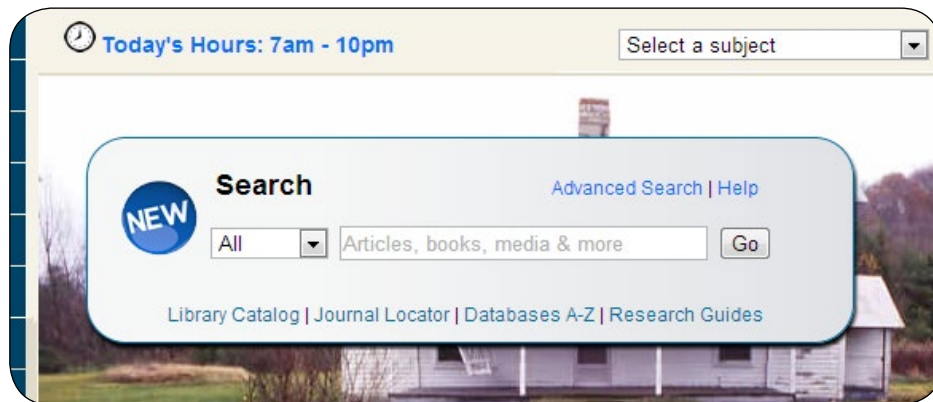 Today's Hours: 7am - 10pm
Select a subject
NEW
Search
Advanced Search | Help
All
Articles, books, media & more
Go
Library Catalog | Journal Locator | Databases A-Z | Research Guides